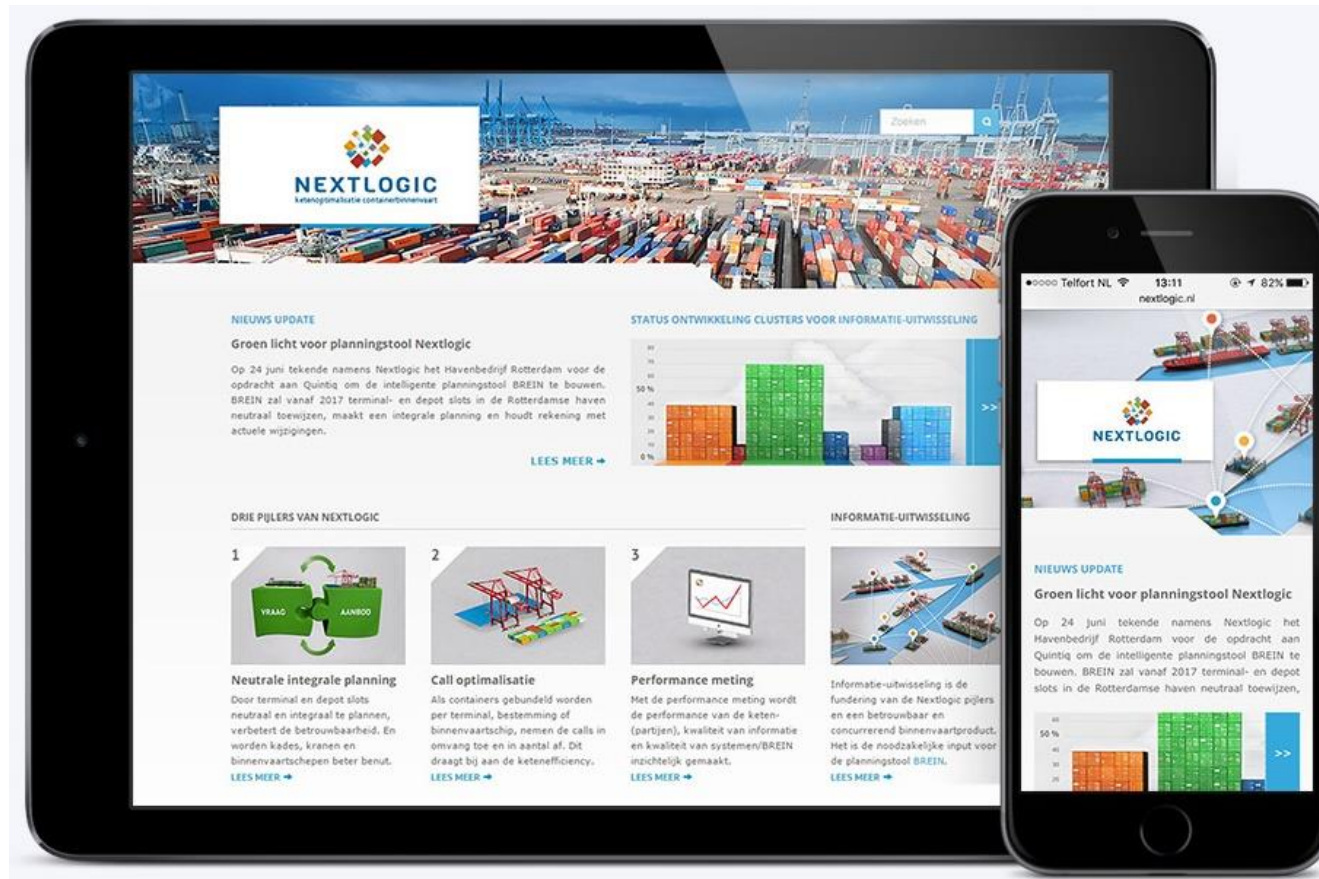 Zoeken
NEXTLOGIC
ketenoptimalisatie containerbinnenvaart
NIEUWS UPDATE
Groen licht voor planningstool Nextlogic
Op 24 juni tekende namens Nextlogic het Havenbedrijf Rotterdam voor de
opdracht aan Quintiq om de intelligente planningstool BREIN te bouwen.
BREIN zal vanaf 2017 terminal- en depot slots in de Rotterdamse haven
neutraal toewijzen, maakt een integrale planning en houdt rekening met
actuele wijzigingen.
LEES MEER
STATUS ONTWIKKELING CLUSTERS VOOR INFORMATIE-UITWISSELING
50 %
0 %
>>
DRIE PIJLERS VAN NEXTLOGIC
1
VRAAG
AANBOD
Neutrale integrale planning
Door terminal en depot slots
neutraal en integraal te plannen,
verbetert de betrouwbaarheid. En
worden kades, kranen en
binnenvaartschepen beter benut.
LEES MEER
2
Call optimalisatie
Als containers gebundeld worden
per terminal, bestemming of
binnenvaartschip, nemen de calls in
omvang toe en in aantal af. Dit
draagt bij aan de ketenefficiency.
LEES MEER
3
Performance meting
Met de performance meting wordt
de performance van de keten-
(partijen), kwaliteit van informatie
en kwaliteit van systemen/BREIN
inzichtelijk gemaakt.
LEES MEER
INFORMATIE-UITWISSELING
Informatie-uitwisseling is de
fundering van de Nextlogic pijlers
en een betrouwbaar en
concurrerend binnenvaartproduct.
Het is de noodzakelijke input voor
de planningstool BREIN.
LEES MEER
Telfort NL 13:11 82%
nextlogic.nl
NEXTLOGIC
NIEUWS UPDATE
Groen licht voor planningstool Nextlogic
Op 24 juni tekende namens Nextlogic het
Havenbedrijf Rotterdam voor de opdracht aan
Quintiq om de intelligente planningstool BREIN te
bouwen. BREIN zal vanaf 2017 terminal- en depot
slots in de Rotterdamse haven neutraal toewijzen,
60
50 %
40
30
20
>>